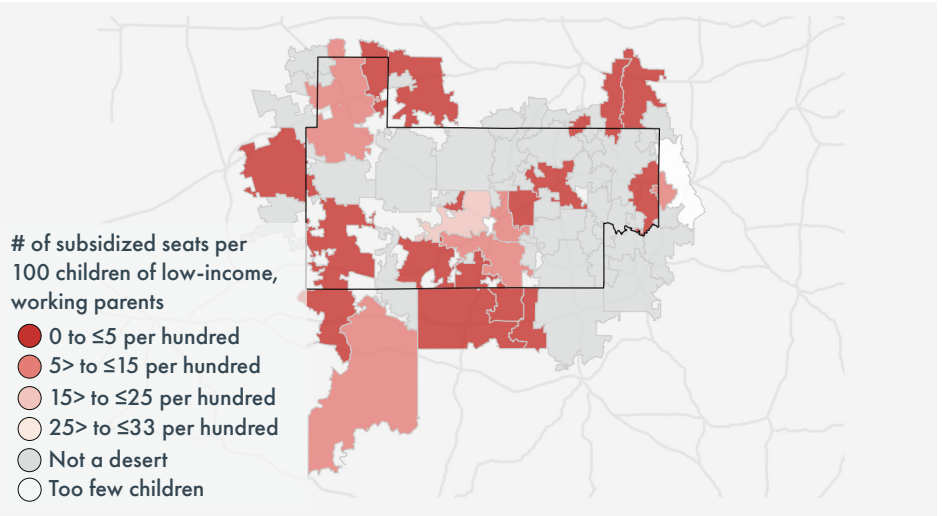 # of subsidized seats per
100 children of low-income,
working parents
0 to ≤5 per hundred
5> to ≤15 per hundred
15> to ≤25 per hundred
25> to ≤33 per hundred
Not a desert
Too few children